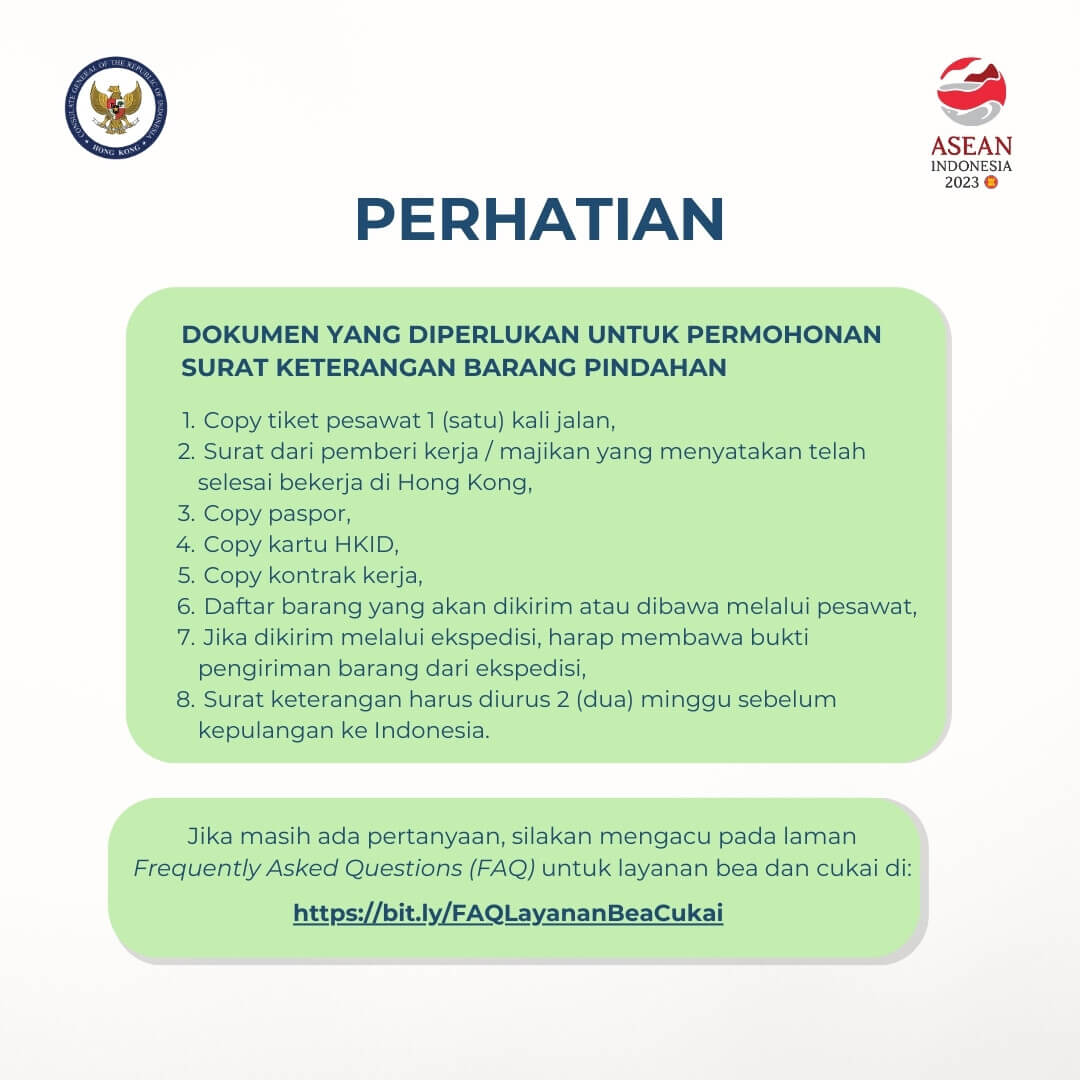 CONSULATE GENERAL OF THE REPUBLIC OF INDONESIA
HONG KONG
ASEAN
INDONESIA
2023
PERHATIAN
DOKUMEN YANG DIPERLUKAN UNTUK PERMOHONAN
SURAT KETERANGAN BARANG PINDAHAN
1. Copy tiket pesawat 1 (satu) kali jalan,
2. Surat dari pemberi kerja / majikan yang menyatakan telah
selesai bekerja di Hong Kong,
3. Copy paspor,
4. Copy kartu HKID,
5. Copy kontrak kerja,
6. Daftar barang yang akan dikirim atau dibawa melalui pesawat,
7. Jika dikirim melalui ekspedisi, harap membawa bukti
pengiriman barang dari ekspedisi,
8. Surat keterangan harus diurus 2 (dua) minggu sebelum
kepulangan ke Indonesia.
Jika masih ada pertanyaan, silakan mengacu pada laman
Frequently Asked Questions (FAQ) untuk layanan bea dan cukai di:
https://bit.ly/FAQLayananBeaCukai